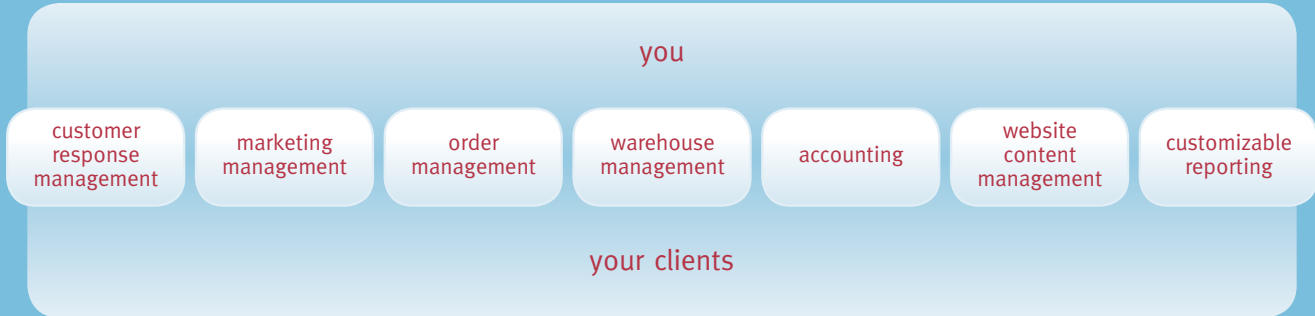 you
customer
response
management
marketing
management
order
management
warehouse
management
accounting
website
content
management
customizable
reporting
your clients